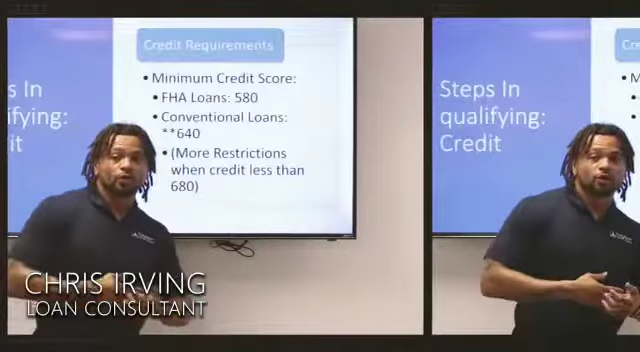 Credit Requirements
• Minimum Credit Score:
• FHA Loans: 580
• Conventional Loans:
**640
• (More Restrictions
when credit less than
680)
s In
ifying:
it
CHRIS IRVING
LOAN CONSULTANT
Steps In
qualifying:
Credit
Cre
• M
•
•